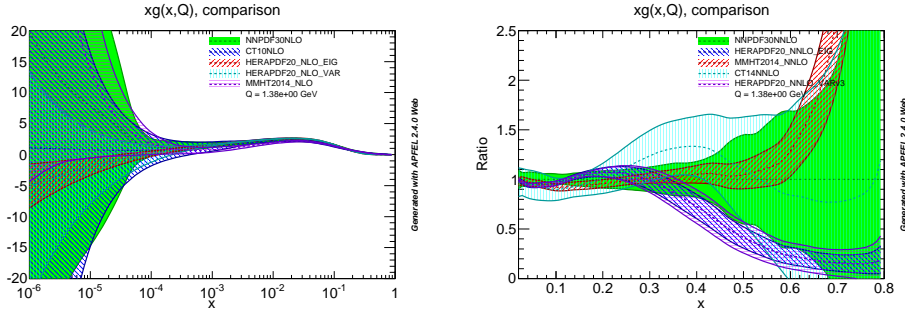 xg(x,Q), comparison
20
15
10
5
0
-5
-10
-15
-20
NNPDF30NLO
CT10NLO
HERAPDF20_NLO_EIG
HERAPDF20_NLO_VAR
MMHT2014_NLO
Q = 1.38e+00 GeV
10^-6 10^-5 10^-4 10^-3 10^-2 10^-1 1
x
Generated with APFEL 2.4.0 Web
xg(x,Q), comparison
Ratio
2.5
2
1.5
1
0.5
0
NNPDF30NNLO
HERAPDF20_NNLO_EIG
MMHT2014_NNLO
CT14NNLO
HERAPDF20_NNLO_VARv3
Q = 1.38e+00 GeV
0.1 0.2 0.3 0.4 0.5 0.6 0.7 0.8
x
Generated with APFEL 2.4.0 Web